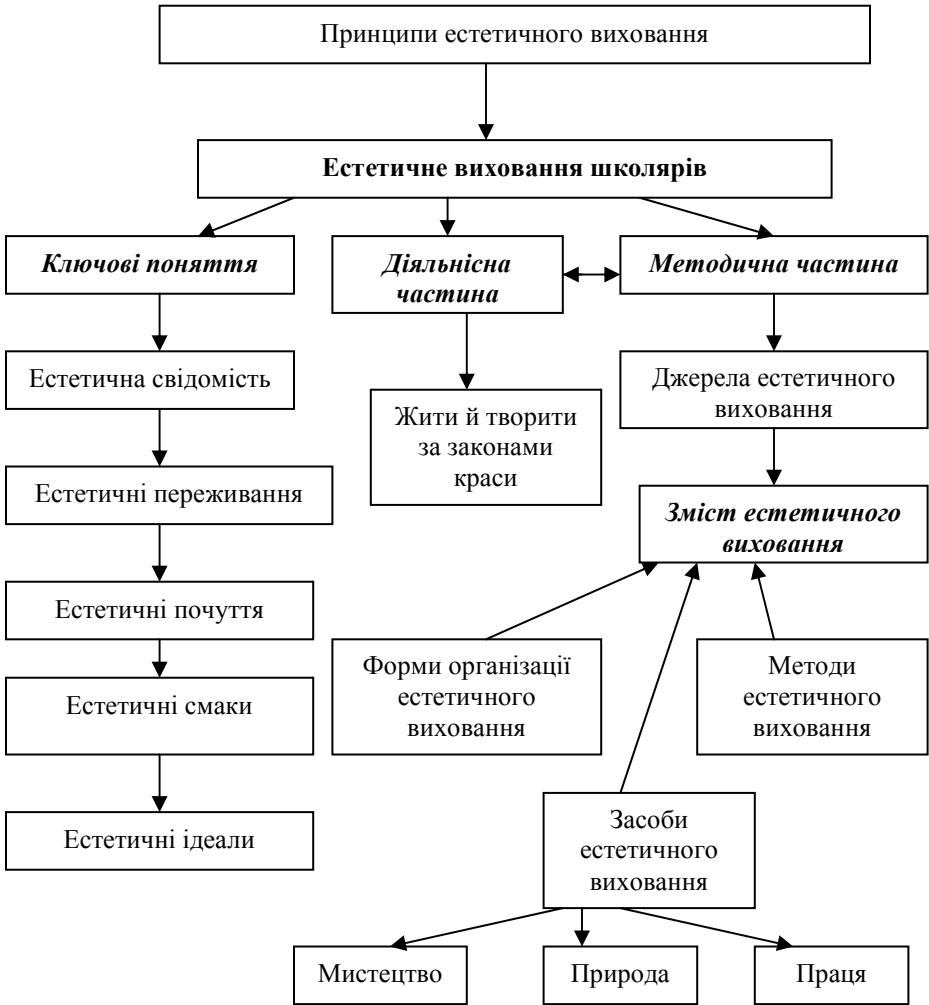 Принципи естетичного виховання
Естетичне виховання школярів
Ключові поняття
Діяльнісна
частина
Методична частина
Естетична свідомість
Джерела естетичного
виховання
Жити й творити
за законами
краси
Естетичні переживання
Зміст естетичного
виховання
Естетичні почуття
Форми організації
естетичного
виховання
Методи
естетичного
виховання
Естетичні смаки
Естетичні ідеали
Засоби
естетичного
виховання
Мистецтво
Природа
Праця